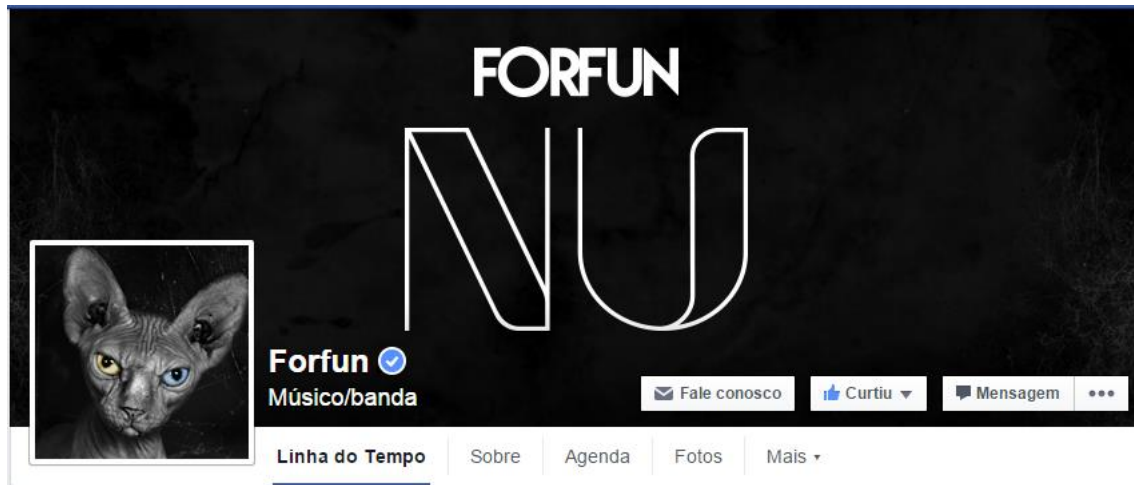 FORFUN
NU
Forfun
Músico/banda
Fale conosco
Curtiu
Mensagem
Linha do Tempo
Sobre
Agenda
Fotos
Mais